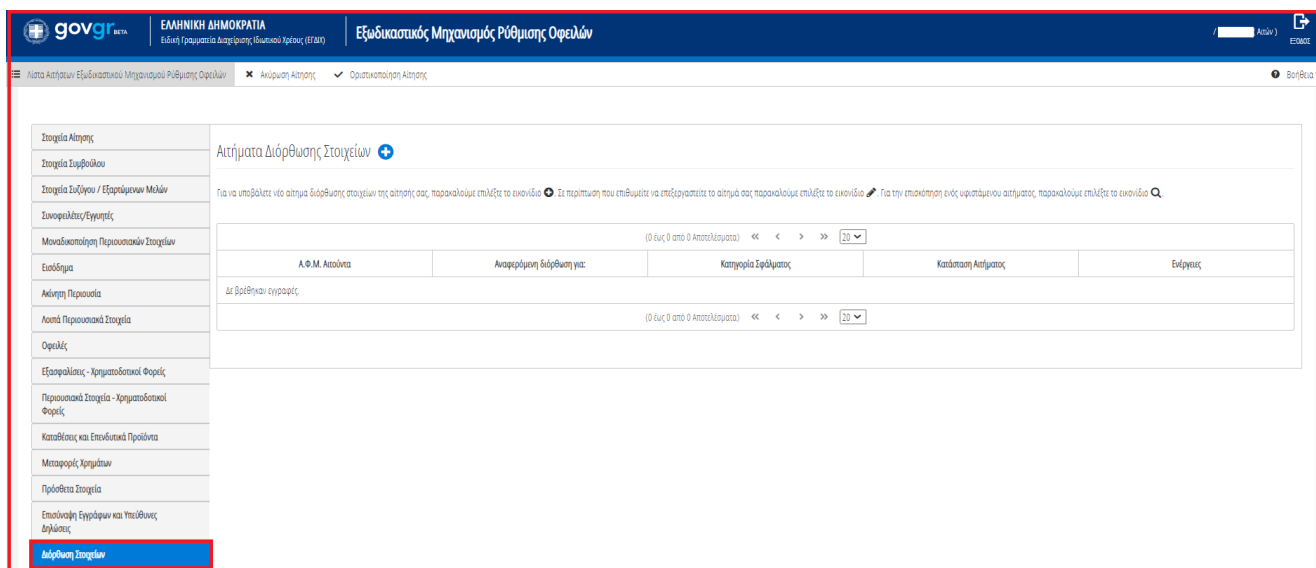 govgr BETA
ΕΛΛΗΝΙΚΗ ΔΗΜΟΚΡΑΤΙΑ
Ειδική Γραμματεία Διαχείρισης Ιδιωτικού Χρέους (ΕΓΔΙΧ)
Εξωδικαστικός Μηχανισμός Ρύθμισης Οφειλών
/ Αιτών )
ΕΞΟΔΟΣ
Λίστα Αιτήσεων Εξωδικαστικού Μηχανισμού Ρύθμισης Οφειλών
Ακύρωση Αίτησης
Οριστικοποίηση Αίτησης
Βοήθεια
Στοιχεία Αίτησης
Στοιχεία Συμβούλου
Στοιχεία Συζύγου / Εξαρτώμενων Μελών
Συνοφειλέτες/Εγγυητές
Μοναδικοποίηση Περιουσιακών Στοιχείων
Εισόδημα
Ακίνητη Περιουσία
Λοιπά Περιουσιακά Στοιχεία
Οφειλές
Εξασφαλίσεις - Χρηματοδοτικοί Φορείς
Περιουσιακά Στοιχεία - Χρηματοδοτικοί
Φορείς
Καταθέσεις και Επενδυτικά Προϊόντα
Μεταφορές Χρημάτων
Πρόσθετα Στοιχεία
Επισύναψη Εγγράφων και Υπεύθυνες
Δηλώσεις
Διόρθωση Στοιχείων
Αιτήματα Διόρθωσης Στοιχείων
Για να υποβάλετε νέο αίτημα διόρθωσης στοιχείων της αίτησής σας, παρακαλούμε επιλέξτε το εικονίδιο . Σε περίπτωση που επιθυμείτε να επεξεργαστείτε το αίτημά σας παρακαλούμε επιλέξτε το εικονίδιο . Για την επισκόπηση ενός υφιστάμενου αιτήματος, παρακαλούμε επιλέξτε το εικονίδιο .
(0 έως 0 από 0 Αποτελέσματα) 20
Α.Φ.Μ. Αιτούντα Αναφερόμενη διόρθωση για: Κατηγορία Σφάλματος Κατάσταση Αιτήματος Ενέργειες
Δε βρέθηκαν εγγραφές.
(0 έως 0 από 0 Αποτελέσματα) 20